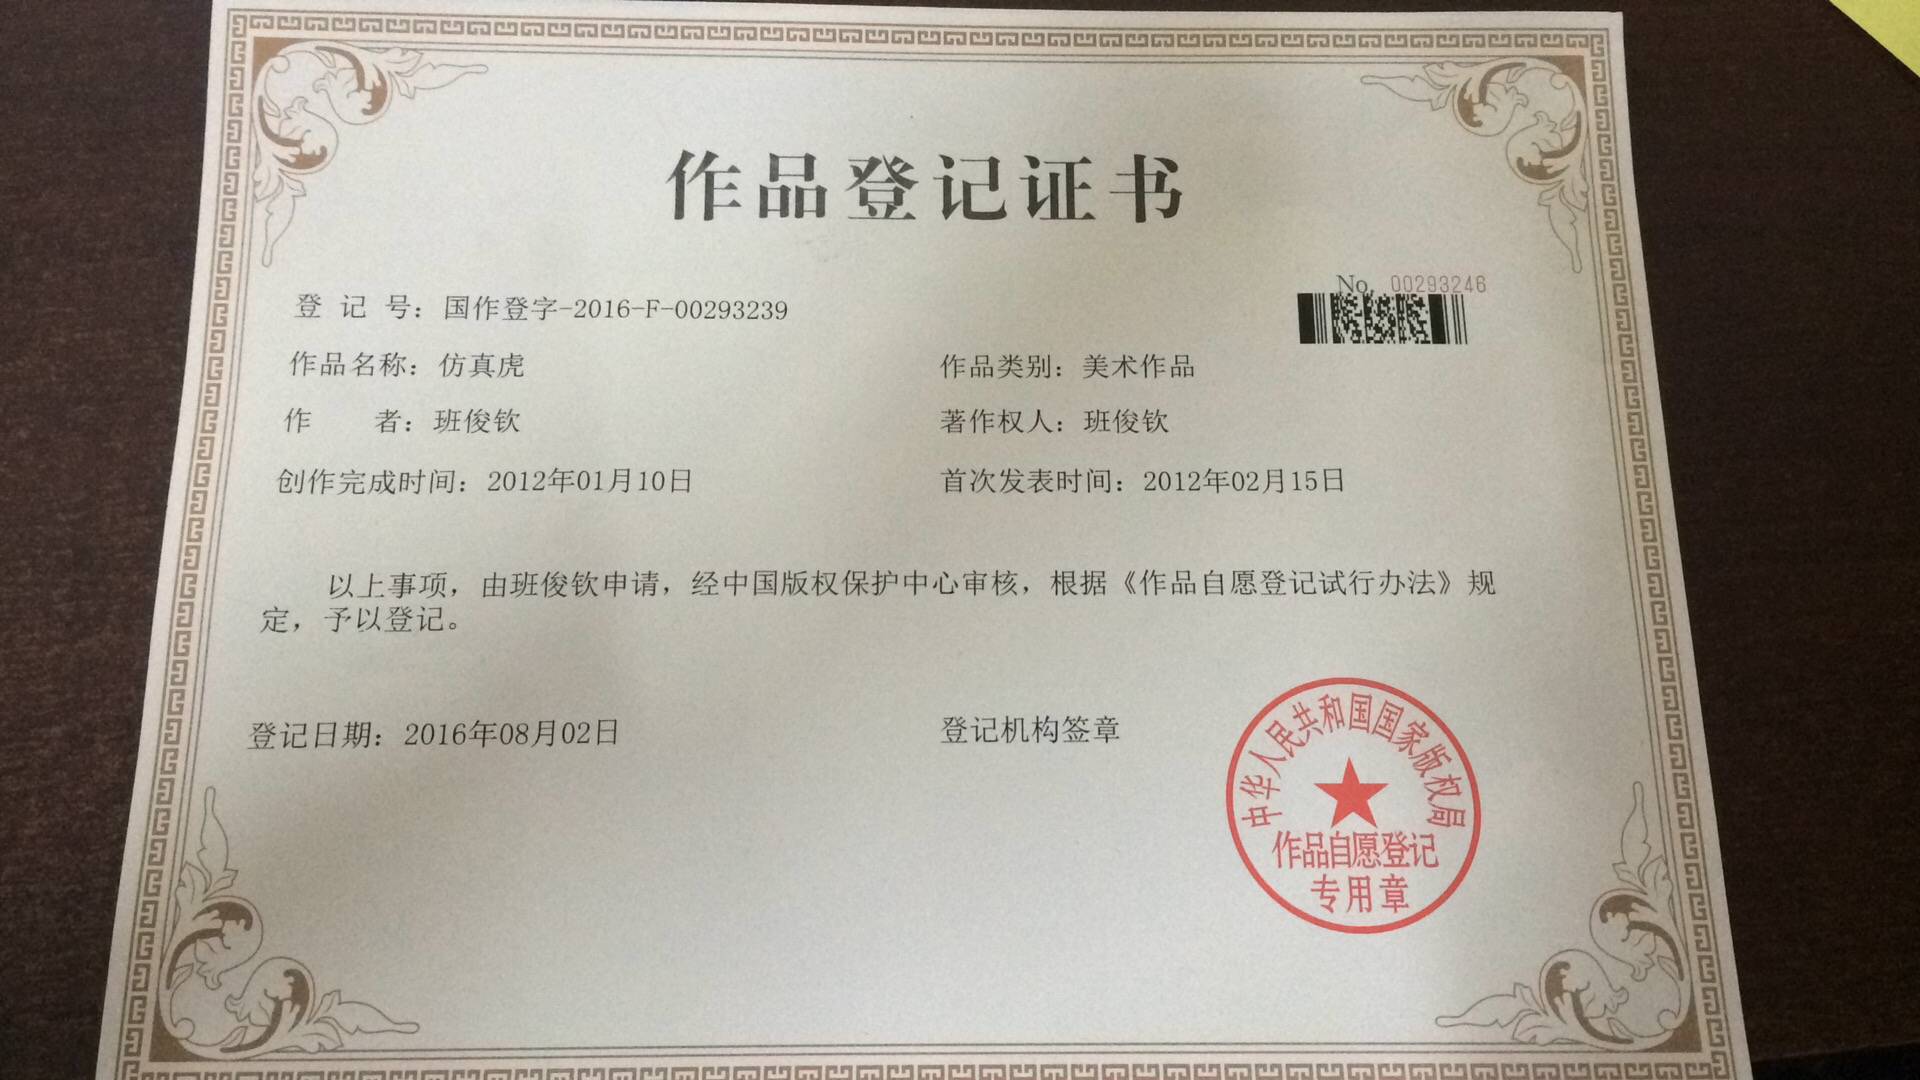 作品登记证书
No. 00293246
登 记 号：国作登字-2016-F-00293239
作品名称：仿真虎
作品类别：美术作品
作 者：班俊钦
著作权人：班俊钦
创作完成时间：2012年01月10日
首次发表时间：2012年02月15日
以上事项，由班俊钦申请，经中国版权保护中心审核，根据《作品自愿登记试行办法》规
定，予以登记。
登记日期：2016年08月02日
登记机构签章
中华人民共和国国家版权局
作品自愿登记
专用章